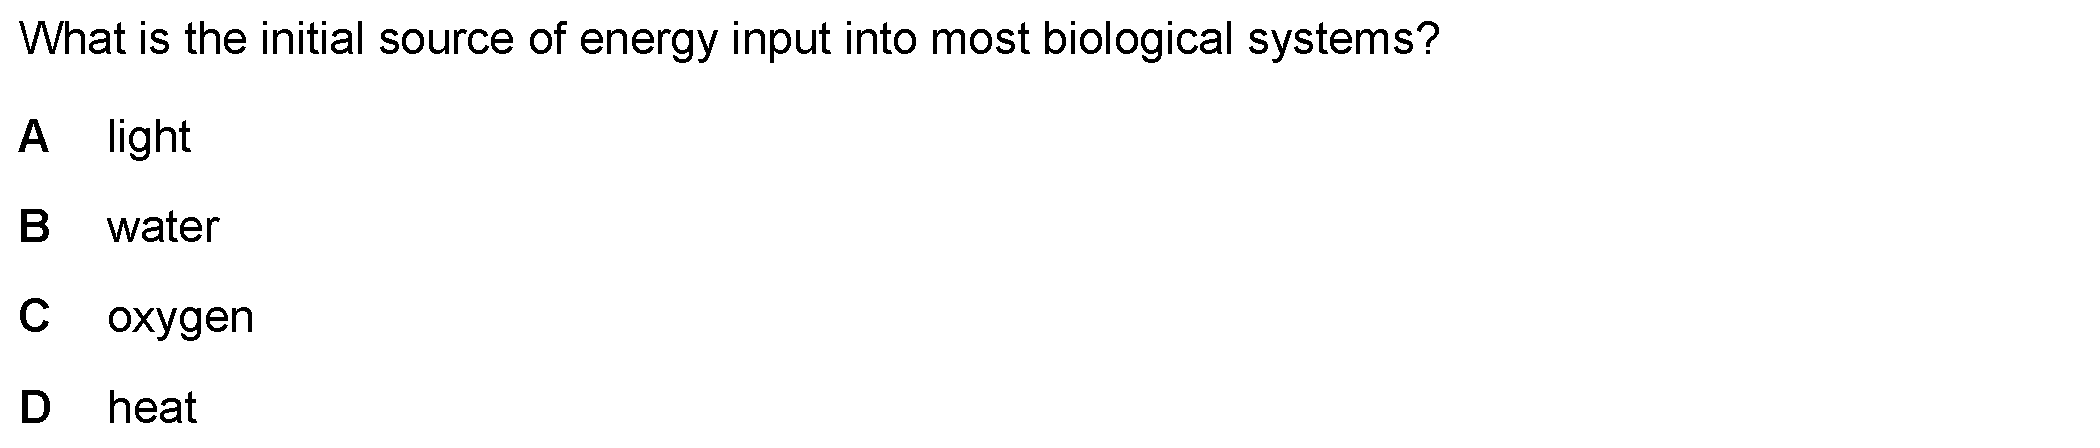 What is the initial source of energy input into most biological systems?
A light
B water
C oxygen
D heat